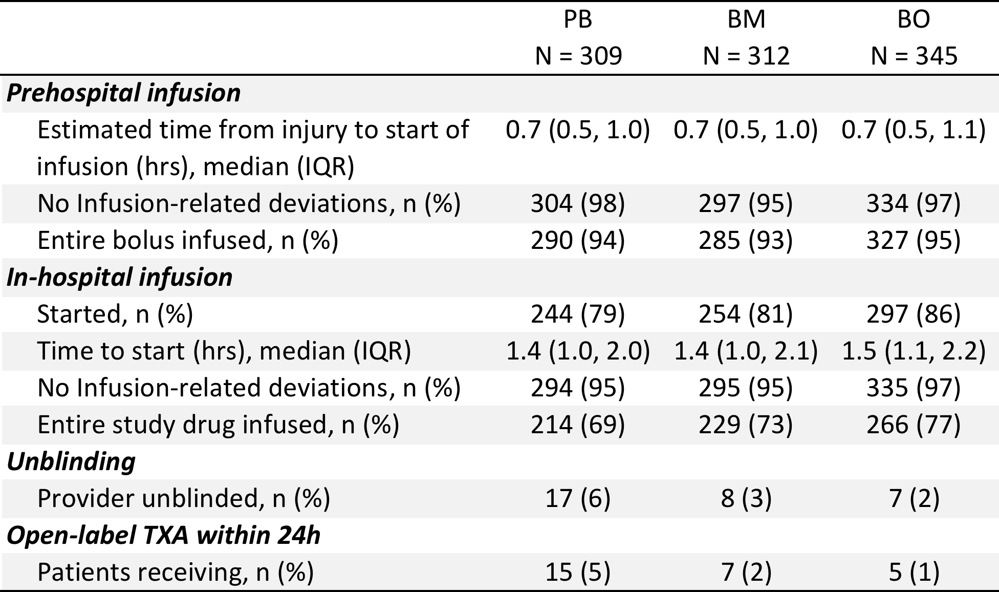 PB BM BO
N = 309 N = 312 N = 345
Prehospital infusion
Estimated time from injury to start of 0.7 (0.5, 1.0) 0.7 (0.5, 1.0) 0.7 (0.5, 1.1)
infusion (hrs), median (IQR)
No Infusion-related deviations, n (%) 304 (98) 297 (95) 334 (97)
Entire bolus infused, n (%) 290 (94) 285 (93) 327 (95)
In-hospital infusion
Started, n (%) 244 (79) 254 (81) 297 (86)
Time to start (hrs), median (IQR) 1.4 (1.0, 2.0) 1.4 (1.0, 2.1) 1.5 (1.1, 2.2)
No Infusion-related deviations, n (%) 294 (95) 295 (95) 335 (97)
Entire study drug infused, n (%) 214 (69) 229 (73) 266 (77)
Unblinding
Provider unblinded, n (%) 17 (6) 8 (3) 7 (2)
Open-label TXA within 24h
Patients receiving, n (%) 15 (5) 7 (2) 5 (1)